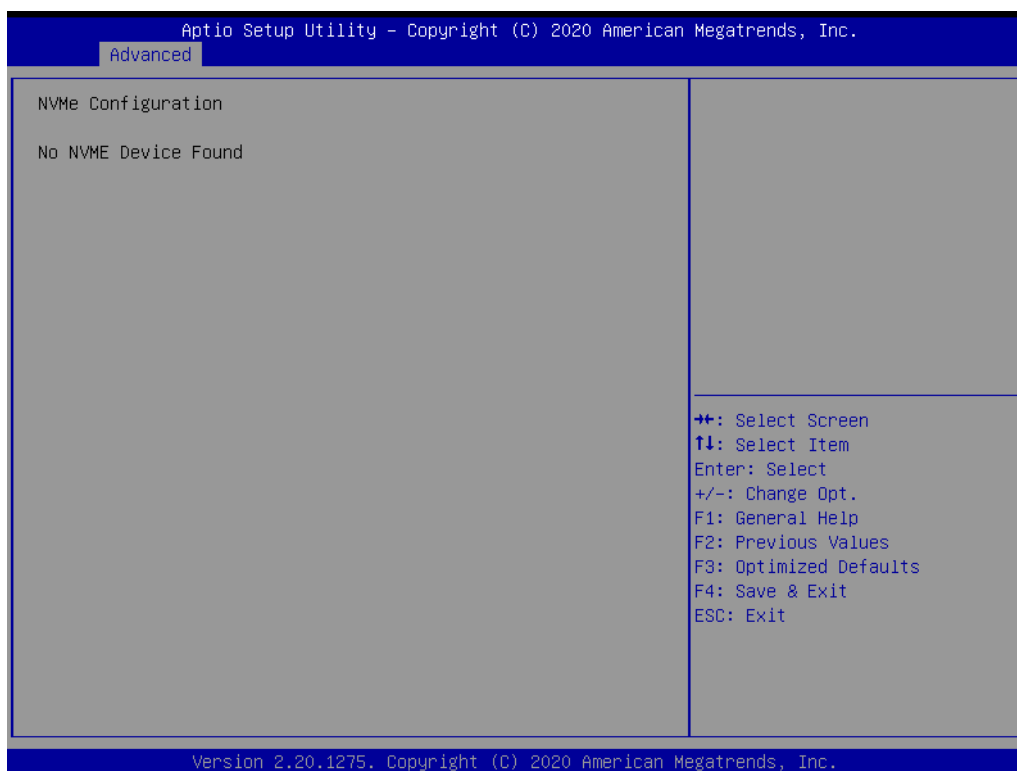 Aptio Setup Utility – Copyright (C) 2020 American Megatrends, Inc.
Advanced
NVMe Configuration
No NVME Device Found
→←: Select Screen
↑↓: Select Item
Enter: Select
+/-: Change Opt.
F1: General Help
F2: Previous Values
F3: Optimized Defaults
F4: Save & Exit
ESC: Exit
Version 2.20.1275. Copyright (C) 2020 American Megatrends, Inc.